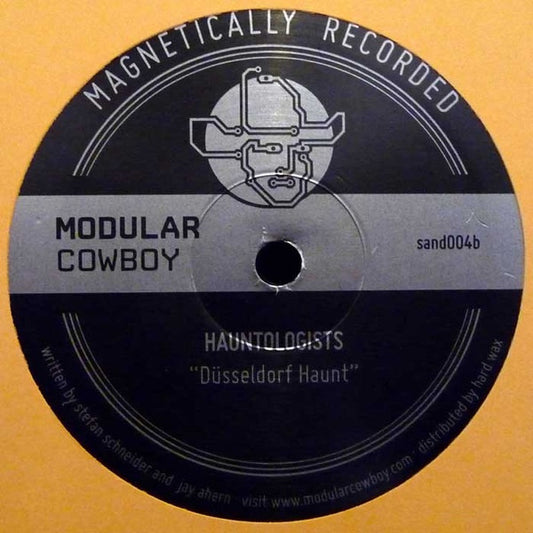 MAGNETICALLY RECORDED
MODULAR
COWBOY
sand004b
HAUNTOLOGISTS
“Düsseldorf Haunt”
written by stefan schneider and jay ahern · visit www.modularcowboy.com · distributed by hard wax